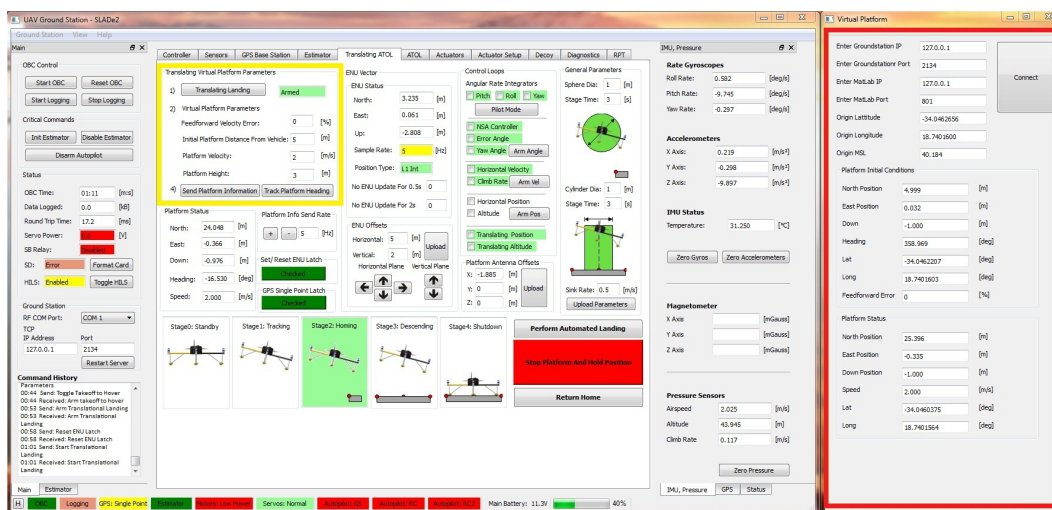 UAV Ground Station - SLADe2
Ground Station View Help
Main
OBC Control
Start OBC Reset OBC
Start Logging Stop Logging
Critical Commands
Init Estimator Disable Estimator
Disarm Autopilot
Status
OBC Time: 01:11 [m:s]
Data Logged: 0.0 [kB]
Round Trip Time: 17.2 [ms]
Servo Power: [V]
SB Relay: Disabled
SD: Error Format Card
HILS: Enabled Toggle HILS
Ground Station
RF COM Port: COM 1
TCP
IP Address Port
127.0.0.1 2134
Restart Server
Command History
Parameters
00:44 Send: Toggle Takeoff to Hover
00:44 Received: Arm takeoff to hover
00:53 Send: Arm Translational Landing
00:53 Received: Arm Translational
Landing
00:58 Send: Reset ENU Latch
00:58 Received: Reset ENU Latch
01:01 Send: Start Translational
Landing
01:01 Received: Start Translational
Landing
Main Estimator
Controller Sensors GPS Base Station Estimator Translating ATOL ATOL Actuators Actuator Setup Decoy Diagnostics RPT
Translating Virtual Platform Parameters
1) Translating Landing Armed
2) Virtual Platform Parameters
Feedforward Velocity Error: 0 [%]
Initial Platform Distance From Vehicle: 5 [m]
Platform Velocity: 2 [m/s]
Platform Height: 3 [m]
4) Send Platform Information Track Platform Heading
Platform Status
North: 24.048 [m]
East: -0.366 [m]
Down: -0.976 [m]
Heading: -16.530 [deg]
Speed: 2.000 [m/s]
Platform Info Send Rate
+ - 5 [Hz]
Set/ Reset ENU Latch
Checked
GPS Single Point Latch
Checked
ENU Vector
ENU Status
North: 3.235 [m]
East: 0.061 [m]
Up: -2.808 [m]
Sample Rate: 5 [Hz]
Position Type: L1 Int
No ENU Update For 0.5s 0
No ENU Update For 2s 0
ENU Offsets
Horizontal: 5 [m]
Vertical: 2 [m]
Upload
Horizontal Plane Vertical Plane
Control Loops
Angular Rate Integrators
Pitch Roll Yaw
Pilot Mode
NSA Controller
Error Angle
Yaw Angle Arm Angle
Horizontal Velocity
Climb Rate Arm Vel
Horizontal Position
Altitude Arm Pos
Translating Position
Translating Altitude
Platform Antenna Offsets
X: -1.885 [m]
Y: 0 [m] Upload
Z: 0 [m]
General Parameters
Sphere Dia: 1 [m]
Stage Time: 3 [s]
Cylinder Dia: 1 [m]
Stage Time: 3 [s]
Sink Rate: 0.5 [m/s]
Upload Parameters
Stage0: Standby Stage1: Tracking Stage2: Homing Stage3: Descending Stage4: Shutdown
Perform Automated Landing
Stop Platform And Hold Position
Return Home
IMU, Pressure
Rate Gyroscopes
Roll Rate: 0.582 [deg/s]
Pitch Rate: -9.745 [deg/s]
Yaw Rate: -0.297 [deg/s]
Accelerometers
X Axis: 0.219 [m/s²]
Y Axis: -0.298 [m/s²]
Z Axis: -9.897 [m/s²]
IMU Status
Temperature: 31.250 [°C]
Zero Gyros Zero Accelerometers
Magnetometer
X Axis [mGauss]
Y Axis [mGauss]
Z Axis [mGauss]
Pressure Sensors
Airspeed 2.025 [m/s]
Altitude 43.945 [m]
Climb Rate 0.117 [m/s]
Zero Pressure
IMU, Pressure GPS Status
H OBC Logging GPS: Single Point Estimator Motors: Low Power Servos: Normal Main Battery: 11.3V 40%
Virtual Platform
Enter Groundstation IP 127.0.0.1
Enter Groundstationr Port 2134
Enter MatLab IP 127.0.0.1
Enter MatLab Port 801
Origin Lattitude -34.0462656
Origin Longitude 18.7401600
Origin MSL 40.184
Connect
Platform Initial Conditions
North Position 4.999 [m]
East Position 0.032 [m]
Down -1.000 [m]
Heading 358.969 [deg]
Lat -34.0462207 [deg]
Long 18.7401603 [deg]
Feedforward Error 0 [%]
Platform Status
North Position 25.396 [m]
East Position -0.335 [m]
Down Position -1.000 [m]
Speed 2.000 [m/s]
Lat -34.0460375 [deg]
Long 18.7401564 [deg]